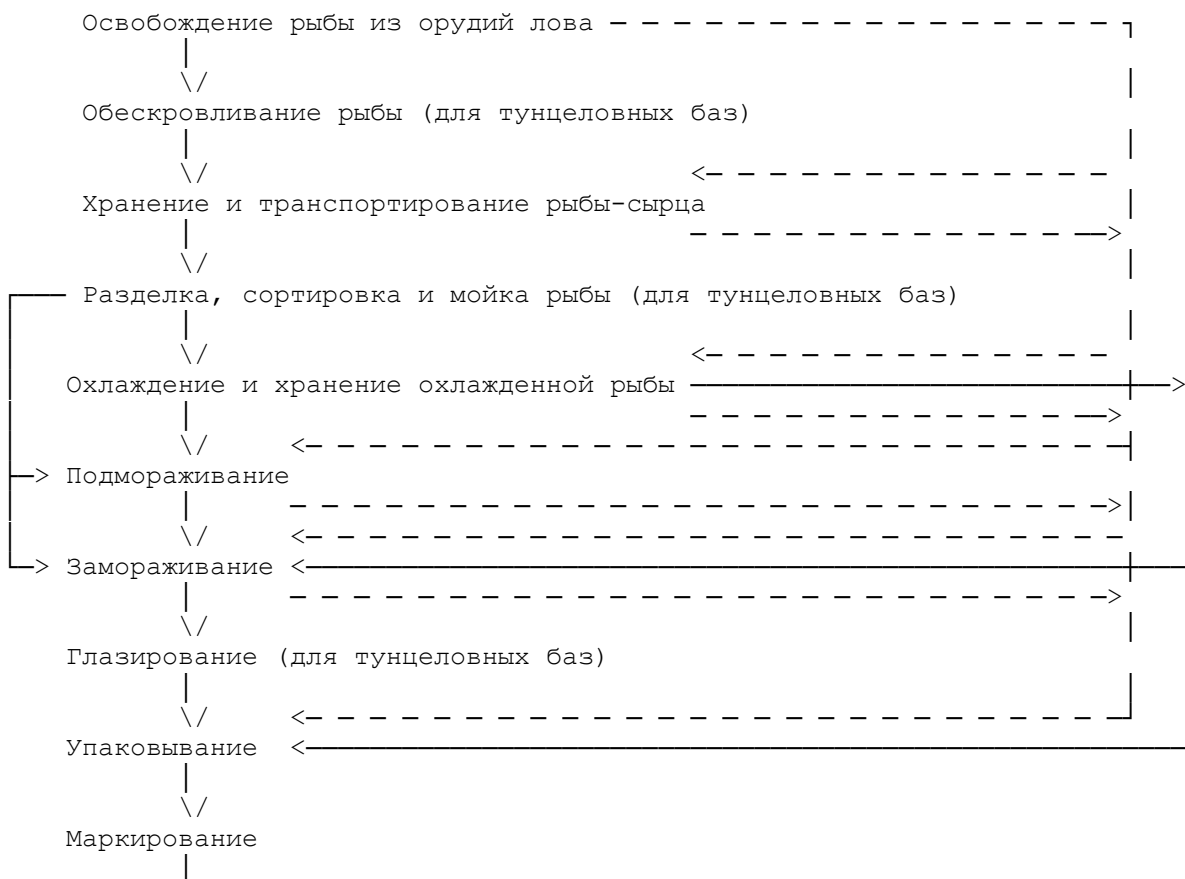 Освобождение рыбы из орудий лова
Обескровливание рыбы (для тунцеловных баз)
Хранение и транспортирование рыбы-сырца
Разделка, сортировка и мойка рыбы (для тунцеловных баз)
Охлаждение и хранение охлажденной рыбы
Подмораживание
Замораживание
Глазирование (для тунцеловных баз)
Упаковывание
Маркирование